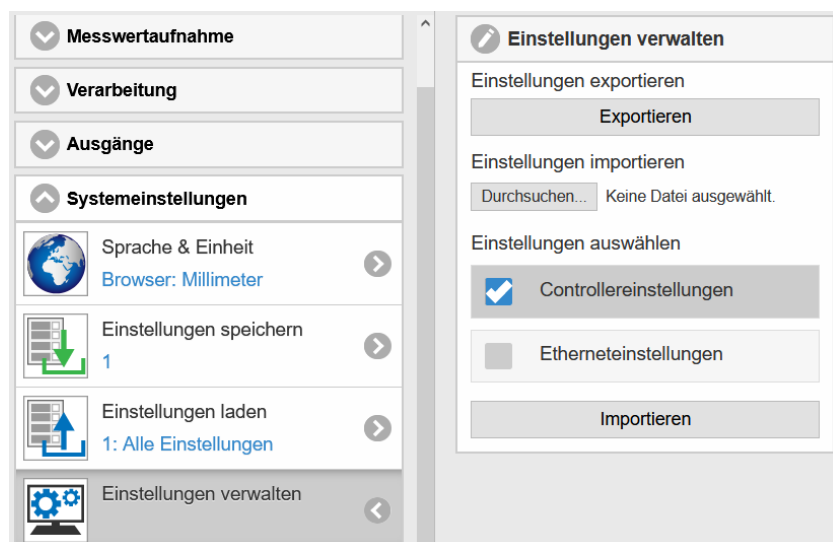 Messwertaufnahme
Verarbeitung
Ausgänge
Systemeinstellungen
Sprache & Einheit
Browser: Millimeter
Einstellungen speichern
1
Einstellungen laden
1: Alle Einstellungen
Einstellungen verwalten
Einstellungen verwalten
Einstellungen exportieren
Exportieren
Einstellungen importieren
Durchsuchen... Keine Datei ausgewählt.
Einstellungen auswählen
Controllereinstellungen
Etherneteinstellungen
Importieren